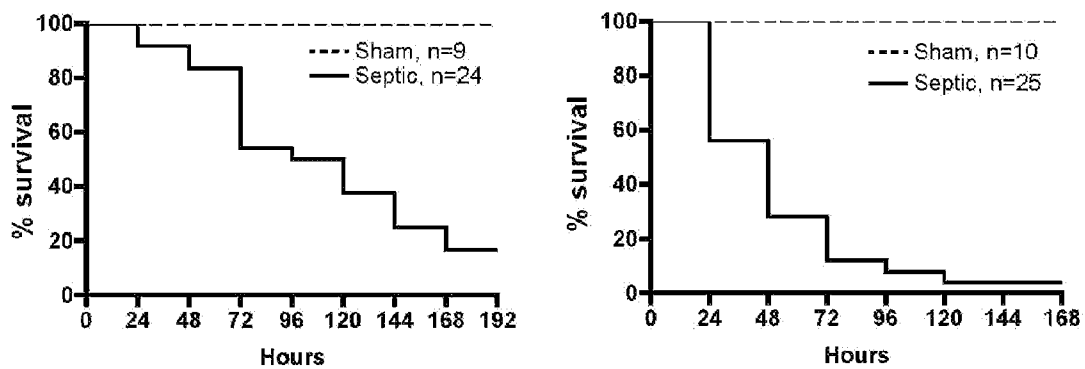 % survival
100
80
60
40
20
0
Sham, n=9
Septic, n=24
0 24 48 72 96 120 144 168 192
Hours
% survival
100
80
60
40
20
0
Sham, n=10
Septic, n=25
0 24 48 72 96 120 144 168
Hours